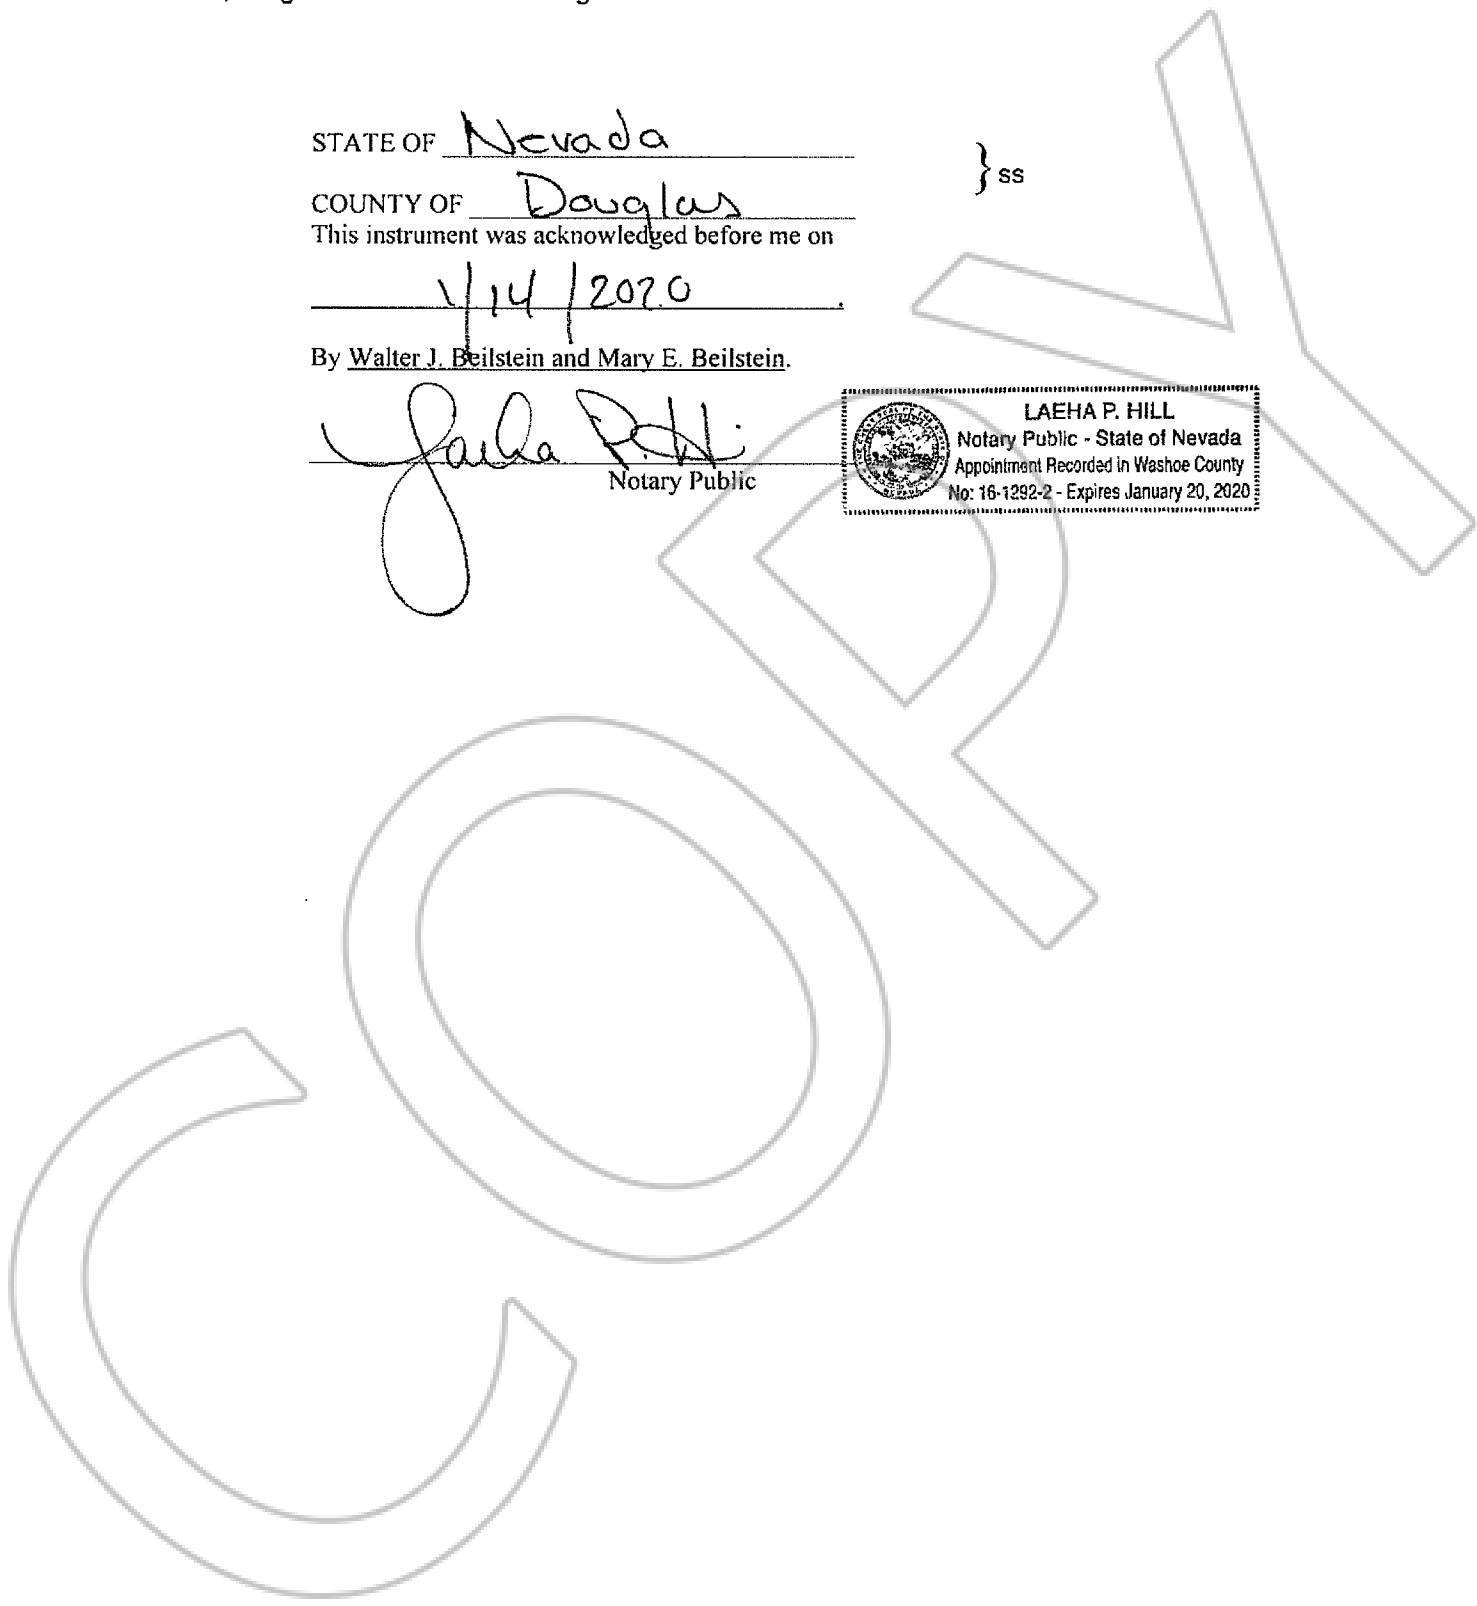 STATE OF Nevada
} ss
COUNTY OF Douglas
This instrument was acknowledged before me on
1/14/2020.
By Walter J. Beilstein and Mary E. Beilstein.
Laeha P. Hill
Notary Public
LAEHA P. HILL
Notary Public - State of Nevada
Appointment Recorded in Washoe County
No: 16-1292-2 - Expires January 20, 2020
COPY